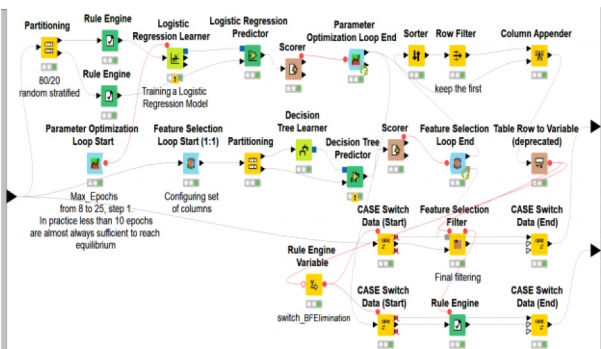 Partitioning
Rule Engine
80/20
random stratified
Rule Engine
Logistic
Regression Learner
Training a Logistic
Regression Model
Logistic Regression
Predictor
Scorer
Parameter
Optimization Loop End
Sorter
Row Filter
keep the first
Column Appender
Parameter Optimization
Loop Start
Max_Epochs
from 8 to 25, step 1.
In practice less than 10 epochs
are almost always sufficient to reach
equilibrium
Feature Selection
Loop Start (1:1)
Configuring set
of columns
Partitioning
Decision
Tree Learner
Decision Tree
Predictor
Scorer
Feature Selection
Loop End
Table Row to Variable
(deprecated)
Rule Engine
Variable
switch_BFElimination
CASE Switch
Data (Start)
Feature Selection
Filter
Final filtering
CASE Switch
Data (End)
CASE Switch
Data (Start)
Rule Engine
CASE Switch
Data (End)